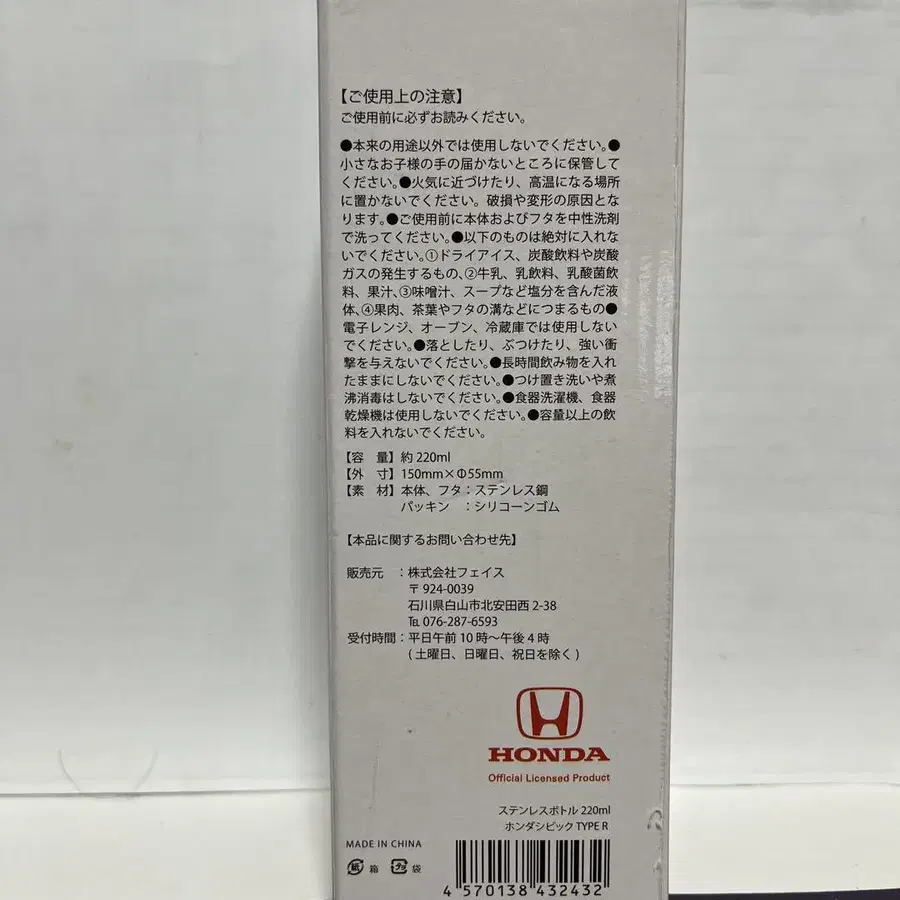 【ご使用上の注意】
ご使用前に必ずお読みください。
●本来の用途以外では使用しないでください。●
小さなお子様の手の届かないところに保管して
ください。●火気に近づけたり、高温になる場所
に置かないでください。破損や変形の原因とな
ります。●ご使用前に本体およびフタを中性洗剤
で洗ってください。●以下のものは絶対に入れな
いでください。①ドライアイス、炭酸飲料や炭酸
ガスの発生するもの、②牛乳、乳飲料、乳酸菌飲
料、果汁、③味噌汁、スープなど塩分を含んだ液
体、④果肉、茶葉やフタの溝などにつまるもの●
電子レンジ、オーブン、冷蔵庫では使用しない
でください。●落としたり、ぶつけたり、強い衝
撃を与えないでください。●長時間飲み物を入れ
たままにしないでください。●つけ置き洗いや煮
沸消毒はしないでください。●食器洗濯機、食器
乾燥機は使用しないでください。●容量以上の飲
料を入れないでください。
【容　量】約 220ml
【外　寸】150mm×Φ55mm
【素　材】本体、フタ：ステンレス鋼
パッキン　：シリコーンゴム
【本品に関するお問い合わせ先】
販売元　：株式会社フェイス
〒 924-0039
石川県白山市北安田西 2-38
℡ 076-287-6593
受付時間：平日午前 10 時〜午後 4 時
( 土曜日、日曜日、祝日を除く )
HONDA
Official Licensed Product
ステンレスボトル 220ml
ホンダシビック TYPE R
MADE IN CHINA
紙 箱 プラ 袋
4 570138 432432